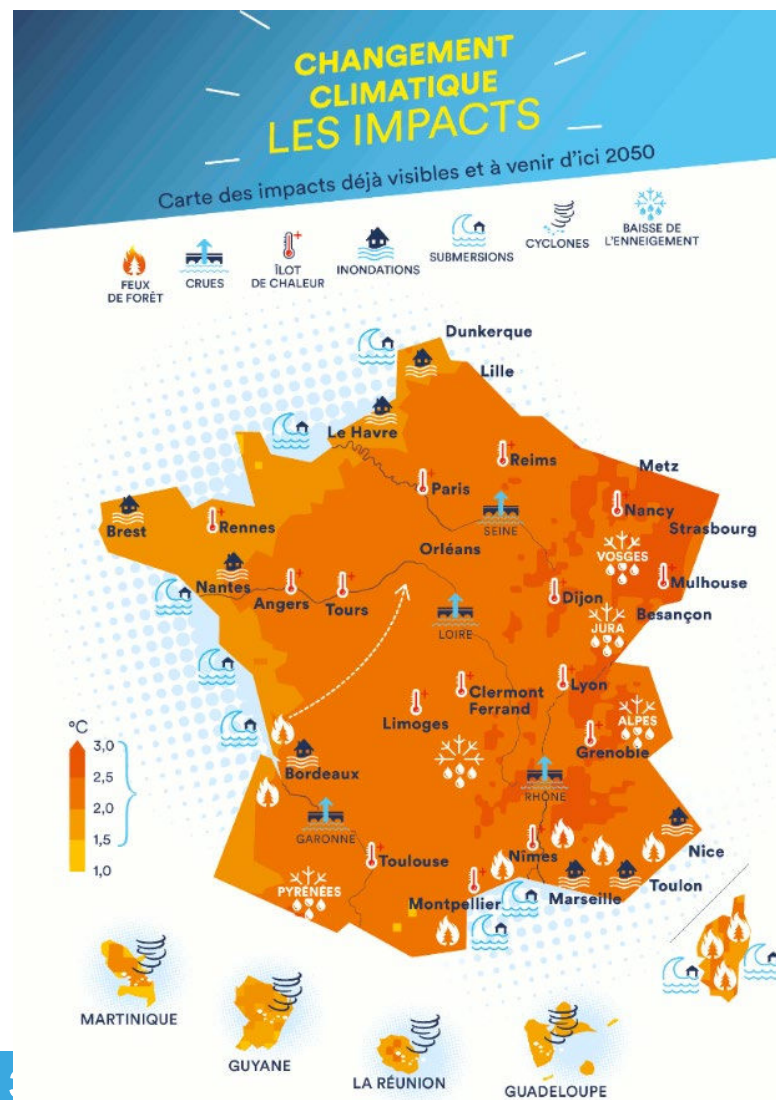 CHANGEMENT
CLIMATIQUE
LES IMPACTS
Carte des impacts déjà visibles et à venir d'ici 2050
FEUX
DE FORÊT
CRUES
ÎLOT
DE CHALEUR
INONDATIONS
SUBMERSIONS
CYCLONES
BAISSE DE
L'ENNEIGEMENT
Dunkerque
Lille
Le Havre
Reims
Metz
Paris
Nancy
Brest
Rennes
SEINE
Strasbourg
VOSGES
Orléans
Nantes
Angers
Tours
Dijon
Mulhouse
Besançon
LOIRE
JURA
Clermont
Ferrand
Lyon
Limoges
ALPES
Grenoble
°C
3,0
2,5
2,0
1,5
1,0
Bordeaux
RHÔNE
GARONNE
Nîmes
Nice
Toulouse
PYRÉNÉES
Montpellier
Marseille
Toulon
MARTINIQUE
GUYANE
LA RÉUNION
GUADELOUPE